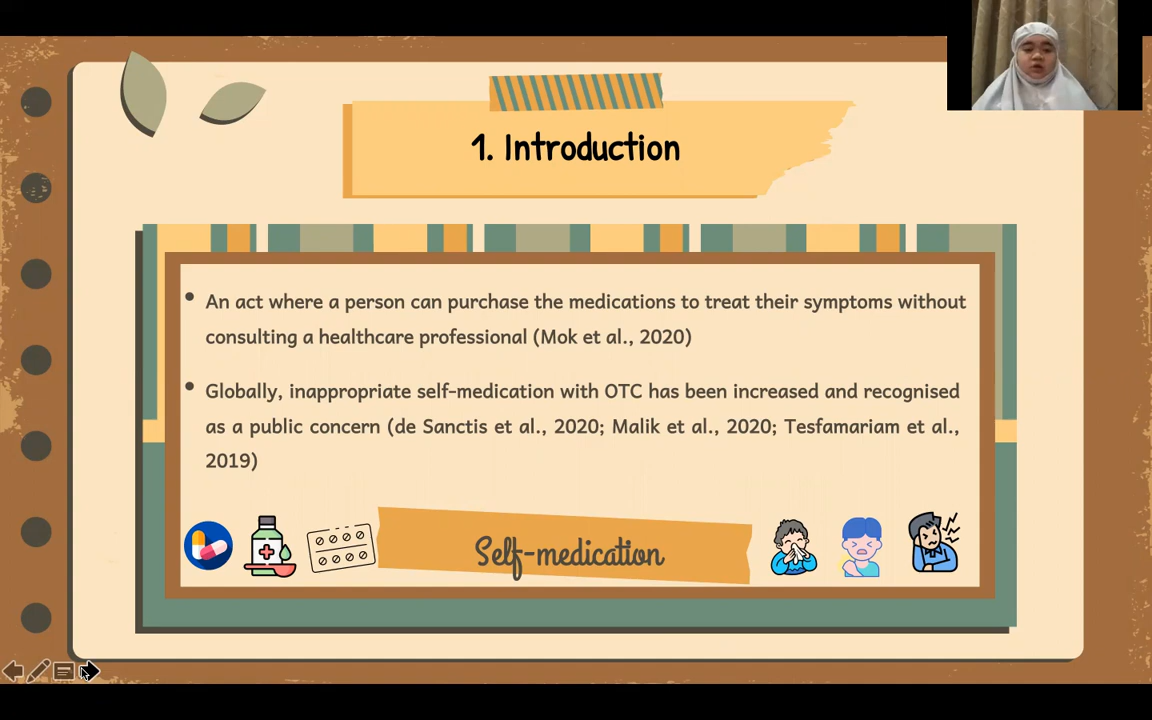 1. Introduction
• An act where a person can purchase the medications to treat their symptoms without
consulting a healthcare professional (Mok et al., 2020)
• Globally, inappropriate self-medication with OTC has been increased and recognised
as a public concern (de Sanctis et al., 2020; Malik et al., 2020; Tesfamariam et al.,
2019)
Self-medication